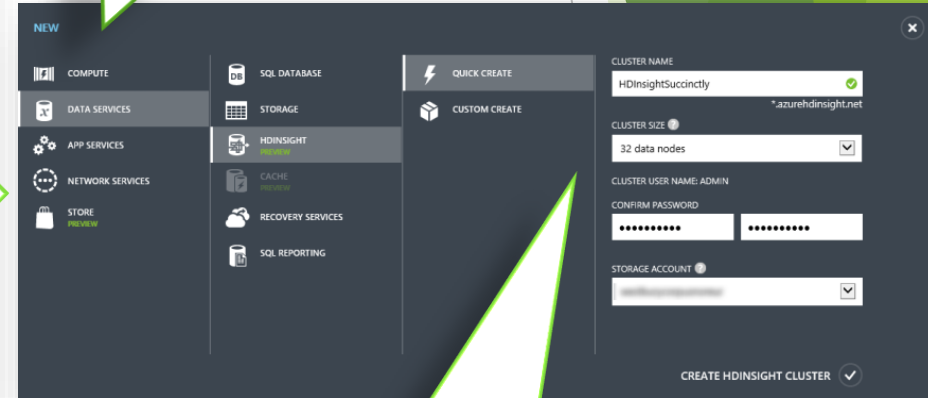 NEW
COMPUTE
DATA SERVICES
APP SERVICES
NETWORK SERVICES
STORE
PREVIEW
DB
SQL DATABASE
STORAGE
HDINSIGHT
PREVIEW
CACHE
PREVIEW
RECOVERY SERVICES
SQL REPORTING
QUICK CREATE
CUSTOM CREATE
CLUSTER NAME
HDInsightSuccinctly
*.azurehdinsight.net
CLUSTER SIZE ?
32 data nodes
CLUSTER USER NAME: ADMIN
CONFIRM PASSWORD
●●●●●●●●●● ●●●●●●●●●●
STORAGE ACCOUNT ?
CREATE HDINSIGHT CLUSTER